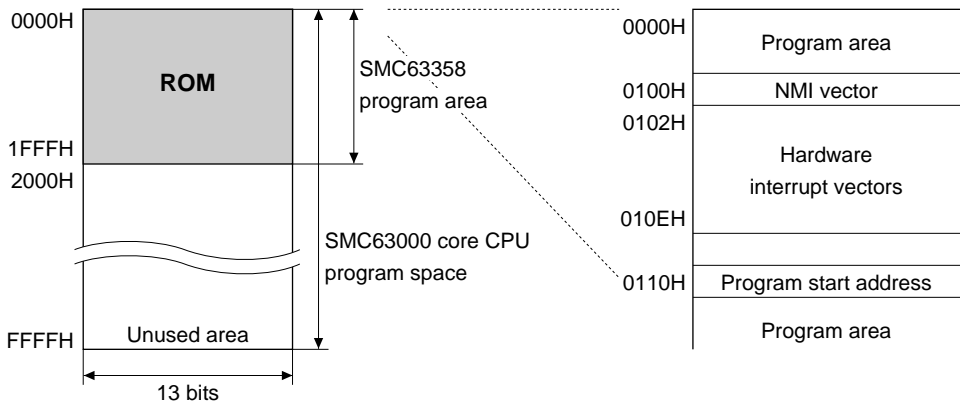 0000H
ROM
1FFFH
2000H
FFFFH
Unused area
13 bits
SMC63358
program area
SMC63000 core CPU
program space
0000H
Program area
0100H
NMI vector
0102H
Hardware
interrupt vectors
010EH
0110H
Program start address
Program area